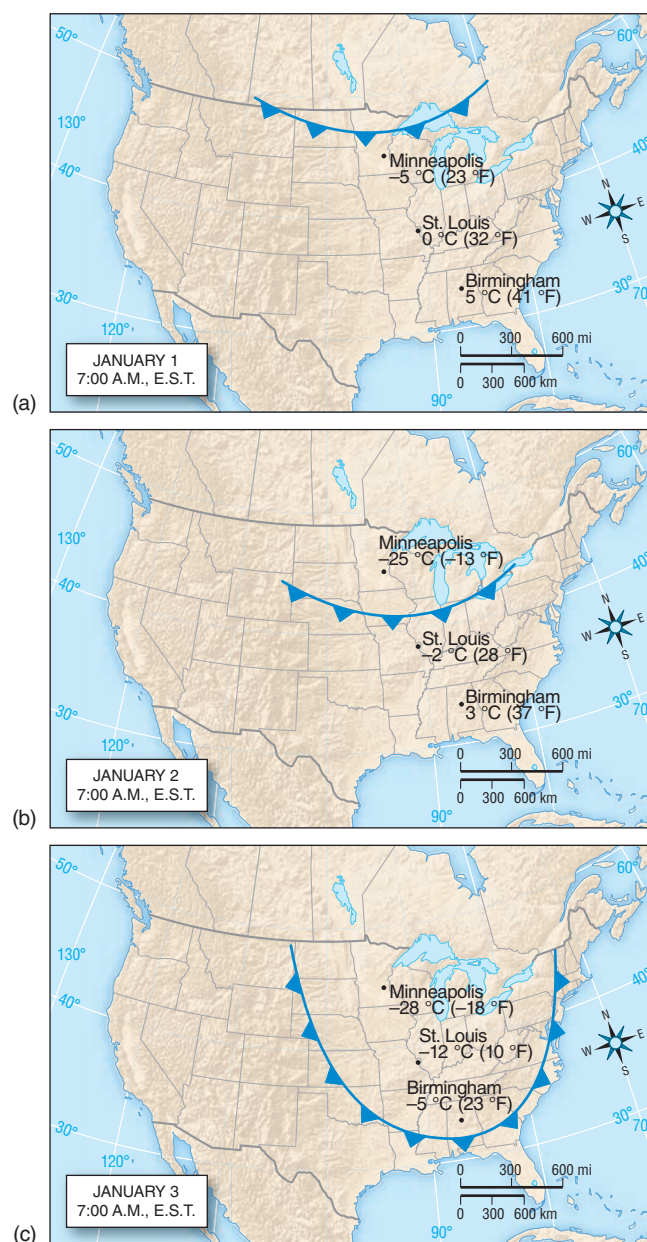 50°
60°
130°
40°
Minneapolis
–5 °C (23 °F)
40°
St. Louis
0 °C (32 °F)
N
E
W
S
Birmingham
5 °C (41 °F)
30°
30°
70°
120°
0 300 600 mi
0 300 600 km
JANUARY 1
7:00 A.M., E.S.T.
90°
(a)
50°
60°
130°
40°
Minneapolis
–25 °C (–13 °F)
40°
St. Louis
–2 °C (28 °F)
N
E
W
S
Birmingham
3 °C (37 °F)
30°
30°
70°
120°
0 300 600 mi
0 300 600 km
JANUARY 2
7:00 A.M., E.S.T.
90°
(b)
50°
60°
130°
40°
Minneapolis
–28 °C (–18 °F)
40°
St. Louis
–12 °C (10 °F)
N
E
W
S
Birmingham
–5 °C (23 °F)
30°
30°
70°
120°
0 300 600 mi
0 300 600 km
JANUARY 3
7:00 A.M., E.S.T.
90°
(c)